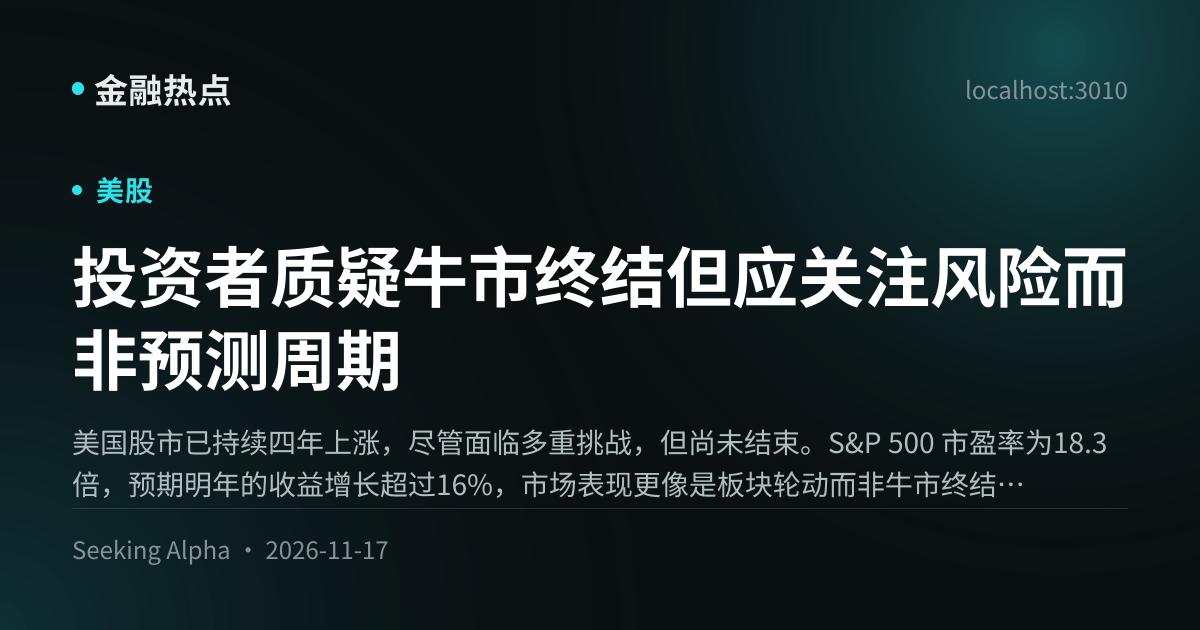 金融热点
localhost:3010
美股
投资者质疑牛市终结但应关注风险而
非预测周期
美国股市已持续四年上涨，尽管面临多重挑战，但尚未结束。S&P 500 市盈率为18.3
倍，预期明年的收益增长超过16%，市场表现更像是板块轮动而非牛市终结…
Seeking Alpha • 2026-11-17